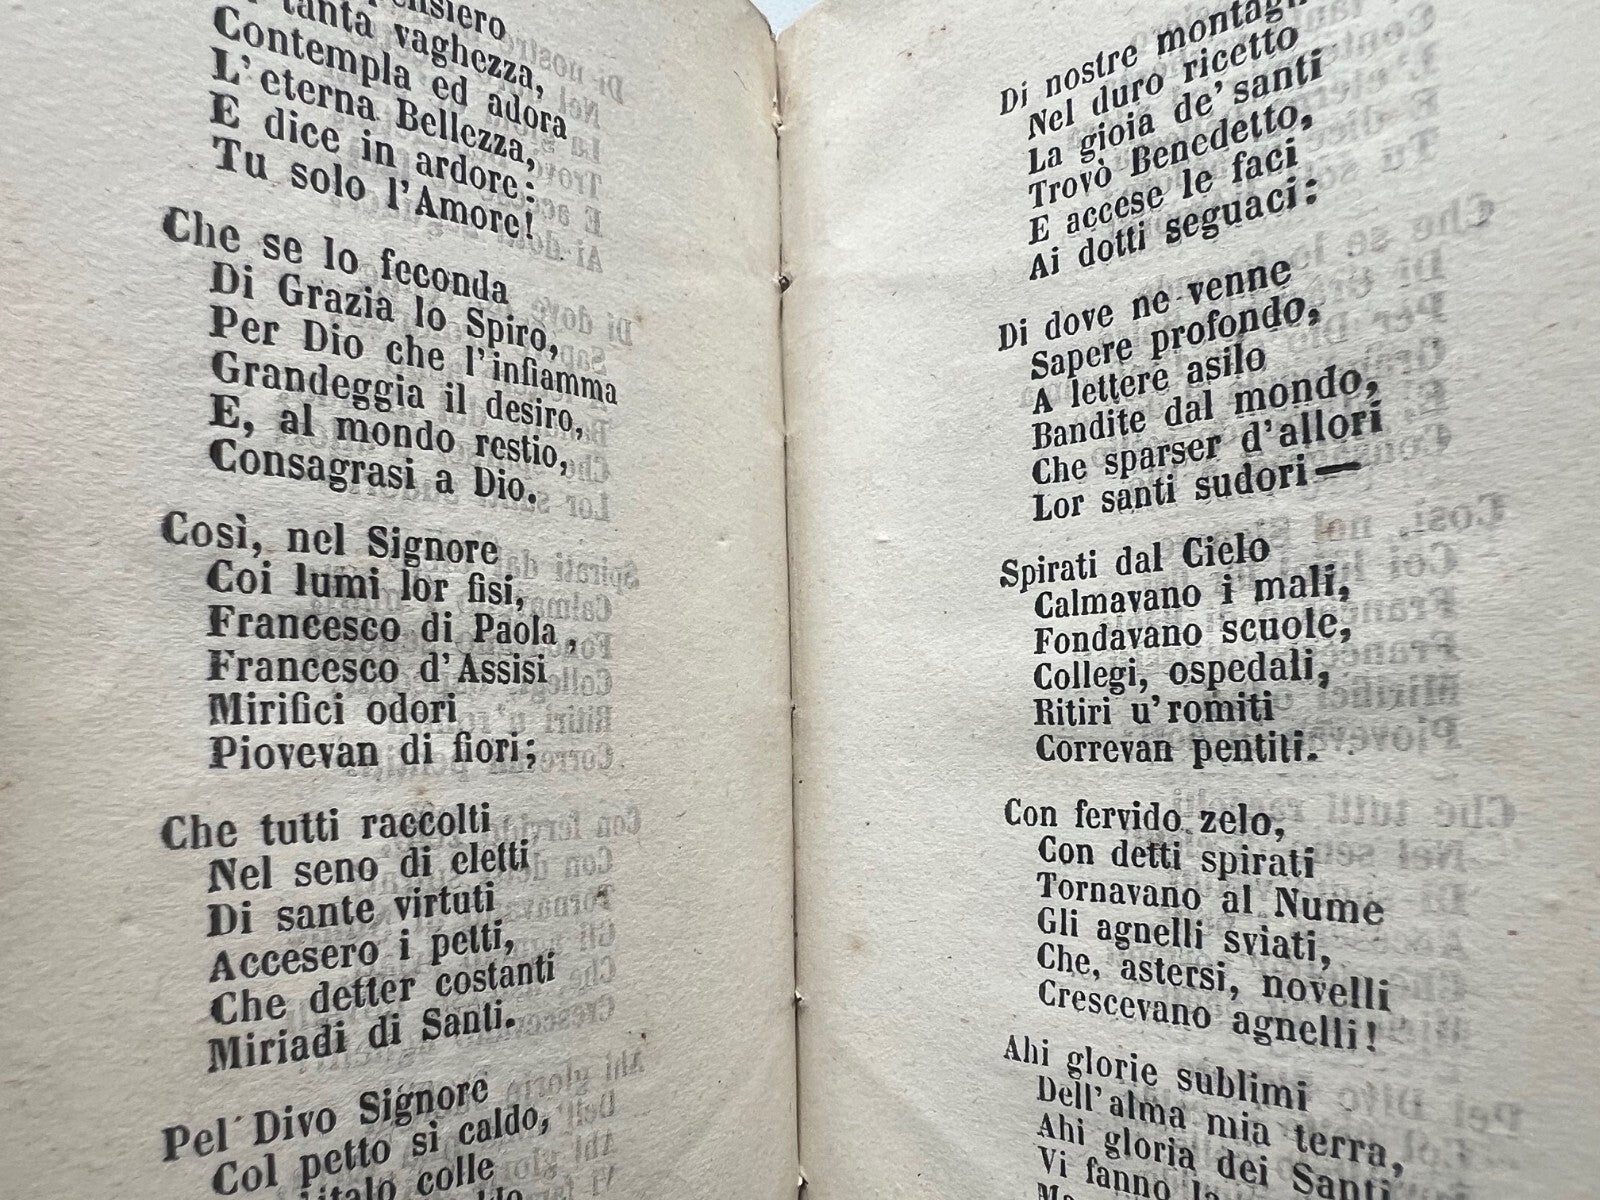 tanta vaghezza,
Contempla ed adora
L'eterna Bellezza,
E dice in ardore:
Tu solo l'Amore!
Che se lo feconda
Di Grazia lo Spiro,
Per Dio che l'infiamma
Grandeggia il desiro,
E, al mondo restio,
Consagrasi a Dio.
Così, nel Signore
Coi lumi lor fisi,
Francesco di Paola,
Francesco d'Assisi
Mirifici odori
Piovevan di fiori;
Che tutti raccolti
Nel seno di eletti
Di sante virtuti
Accesero i petti,
Che detter costanti
Miriadi di Santi.
Pel Divo Signore
Col petto si caldo,
colle
Di nostre
Nel duro ricetto
La gioia de' santi
Trovò Benedetto,
E accese le faci
Ai dotti seguaci:
Di dove ne venne
Sapere profondo,
A lettere asilo
Bandite dal mondo,
Che sparser d'allori
Lor santi sudori—
Spirati dal Cielo
Calmavano i mali,
Fondavano scuole,
Collegi, ospedali,
Ritiri u'romiti
Correvan pentiti.
Con fervido zelo,
Con detti spirati
Tornavano al Nume
Gli agnelli sviati,
Che, astersi, novelli
Crescevano agnelli!
Ahi glorie sublimi
Dell'alma mia terra,
Ahi gloria dei Santi
Vi fanno